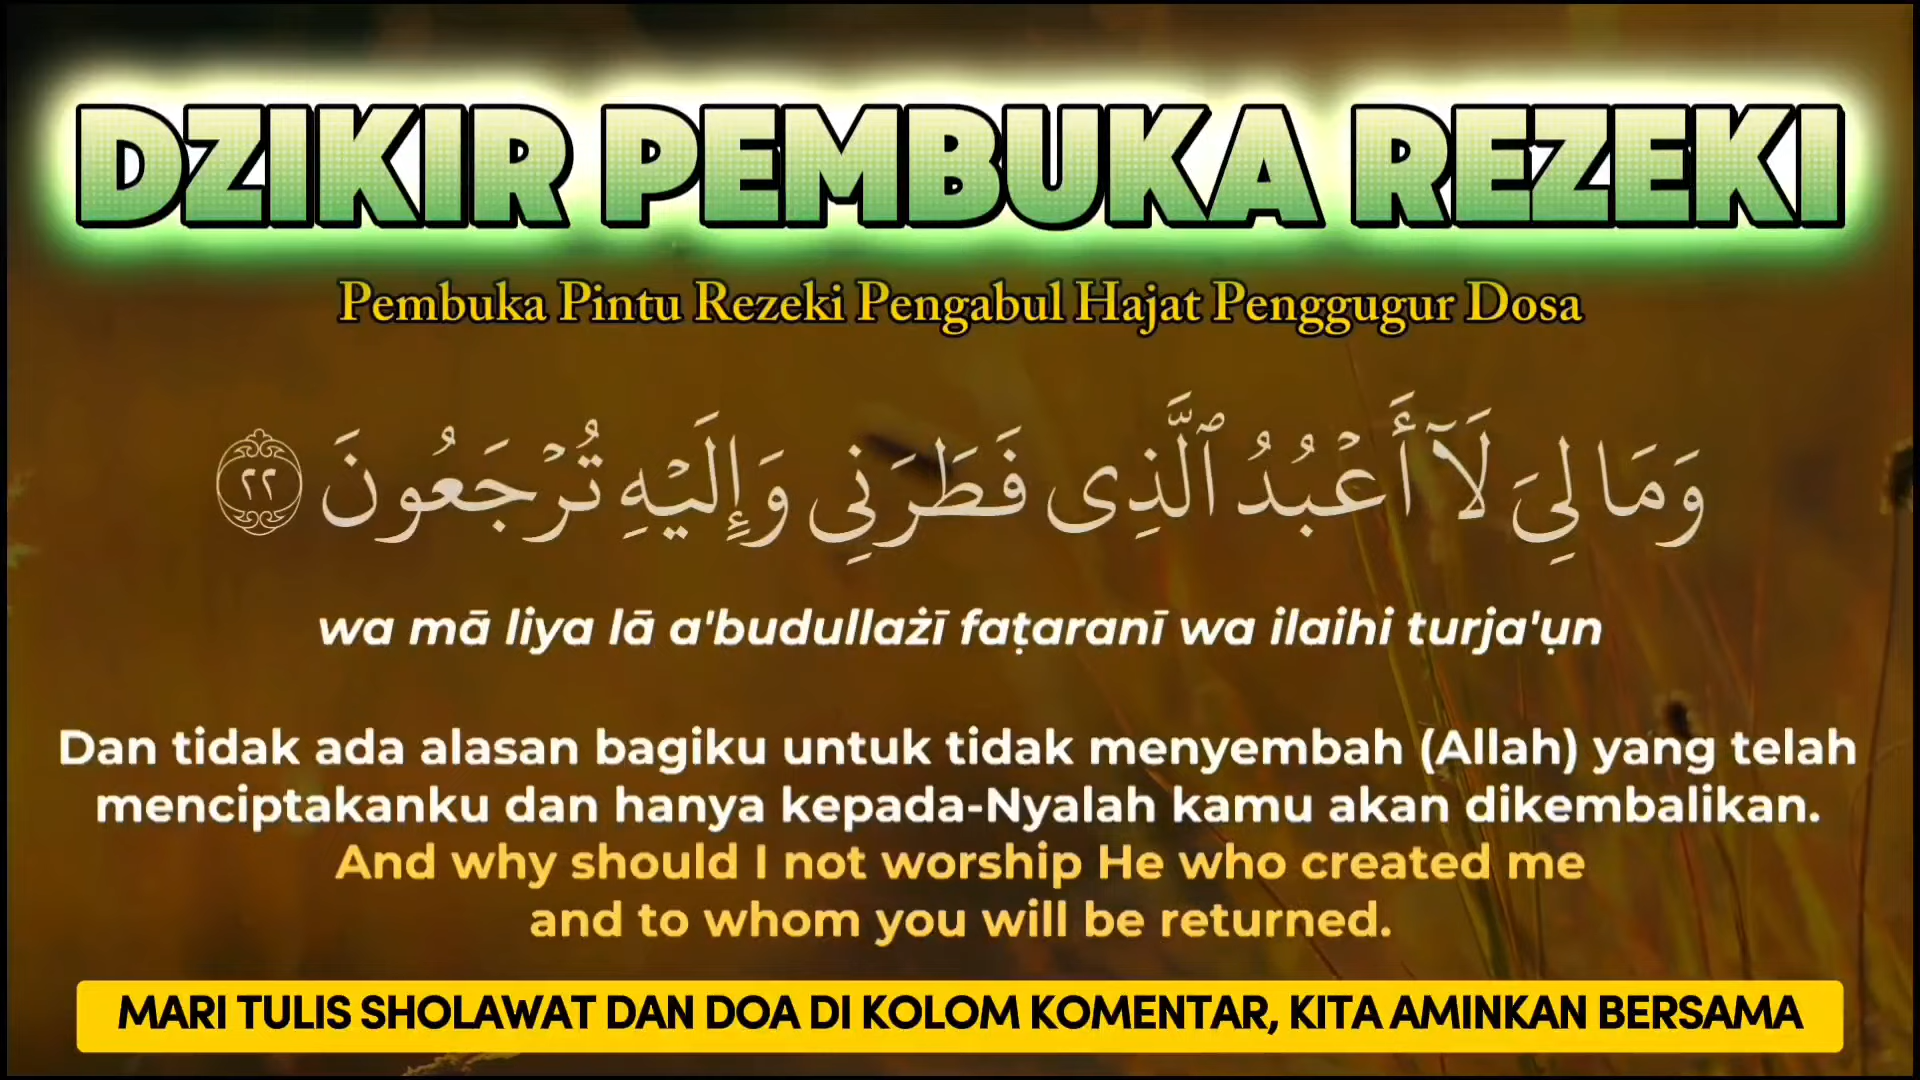 DZIKIR PEMBUKA REZEKI
Pembuka Pintu Rezeki Pengabul Hajat Penggugur Dosa
وَمَا لِىَ لَآ أَعْبُدُ ٱلَّذِى فَطَرَنِى وَإِلَيْهِ تُرْجَعُونَ ٢٢
wa mā liya lā a'budullażī faṭaranī wa ilaihi turja'ụn
Dan tidak ada alasan bagiku untuk tidak menyembah (Allah) yang telah
menciptakanku dan hanya kepada-Nyalah kamu akan dikembalikan.
And why should I not worship He who created me
and to whom you will be returned.
MARI TULIS SHOLAWAT DAN DOA DI KOLOM KOMENTAR, KITA AMINKAN BERSAMA